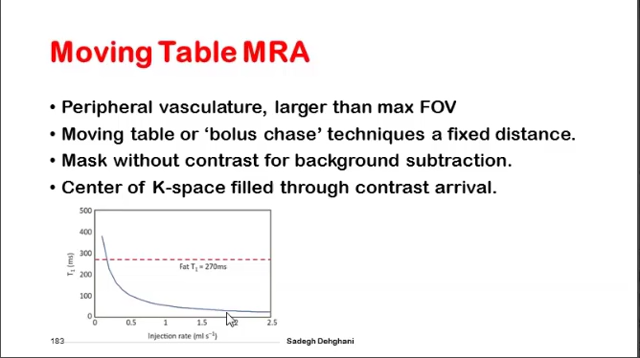 Moving Table MRA
• Peripheral vasculature, larger than max FOV
• Moving table or ‘bolus chase’ techniques a fixed distance.
• Mask without contrast for background subtraction.
• Center of K-space filled through contrast arrival.
500
400
300
200
100
0
T₁ (ms)
Fat T₁ = 270ms
0 0.5 1 1.5 2 2.5
Injection rate (ml s⁻¹)
183
Sadegh Dehghani